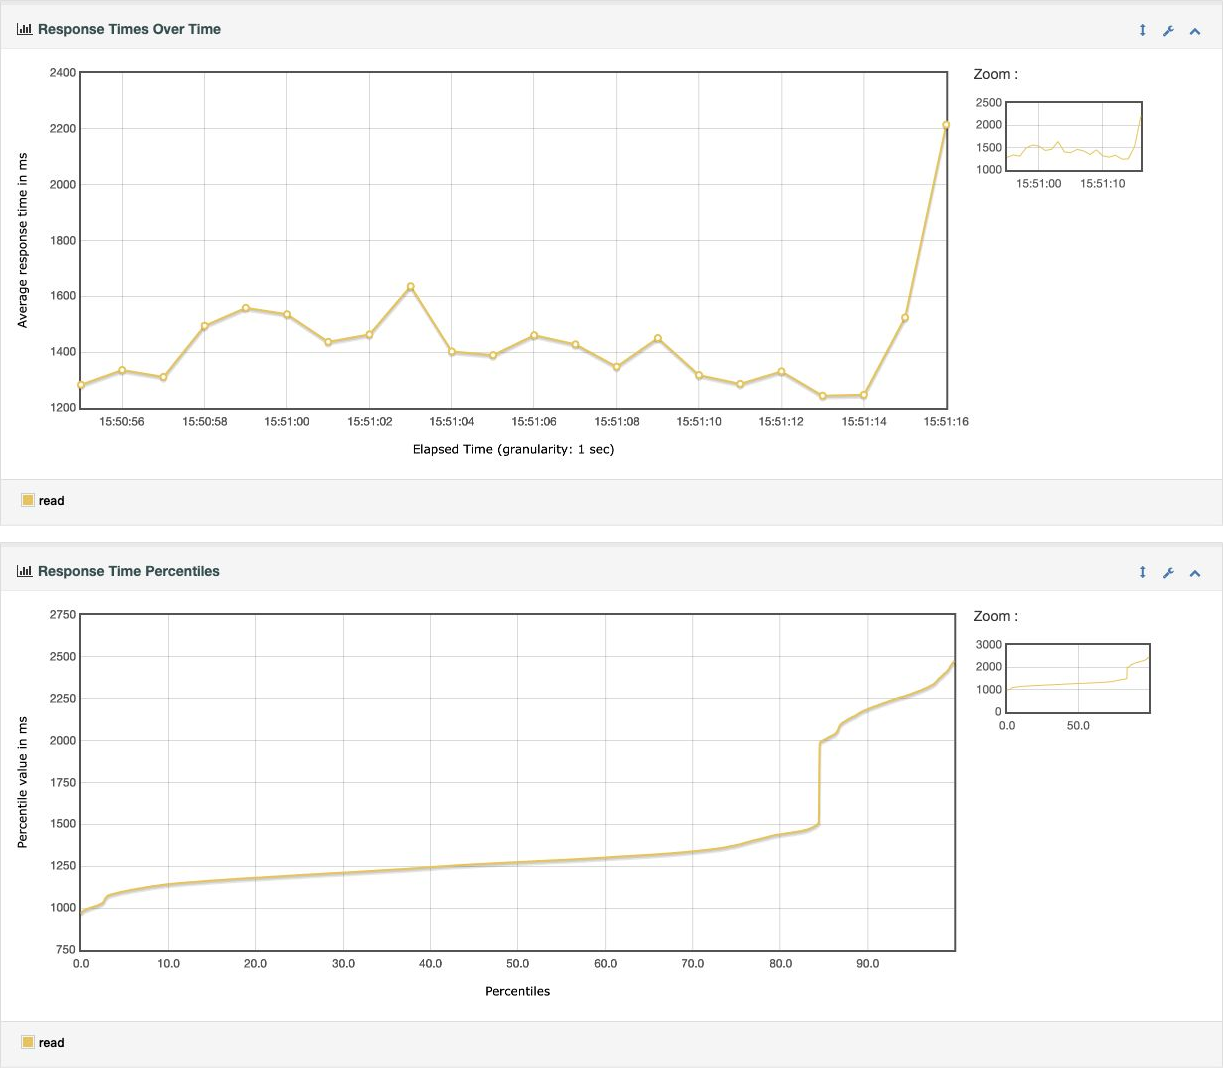 Response Times Over Time
Zoom :
2400
2200
2000
1800
1600
1400
1200
Average response time in ms
15:50:56 15:50:58 15:51:00 15:51:02 15:51:04 15:51:06 15:51:08 15:51:10 15:51:12 15:51:14 15:51:16
Elapsed Time (granularity: 1 sec)
2500
2000
1500
1000
15:51:00 15:51:10
read
Response Time Percentiles
Zoom :
2750
2500
2250
2000
1750
1500
1250
1000
750
Percentile value in ms
0.0 10.0 20.0 30.0 40.0 50.0 60.0 70.0 80.0 90.0
Percentiles
3000
2000
1000
0
0.0 50.0
read